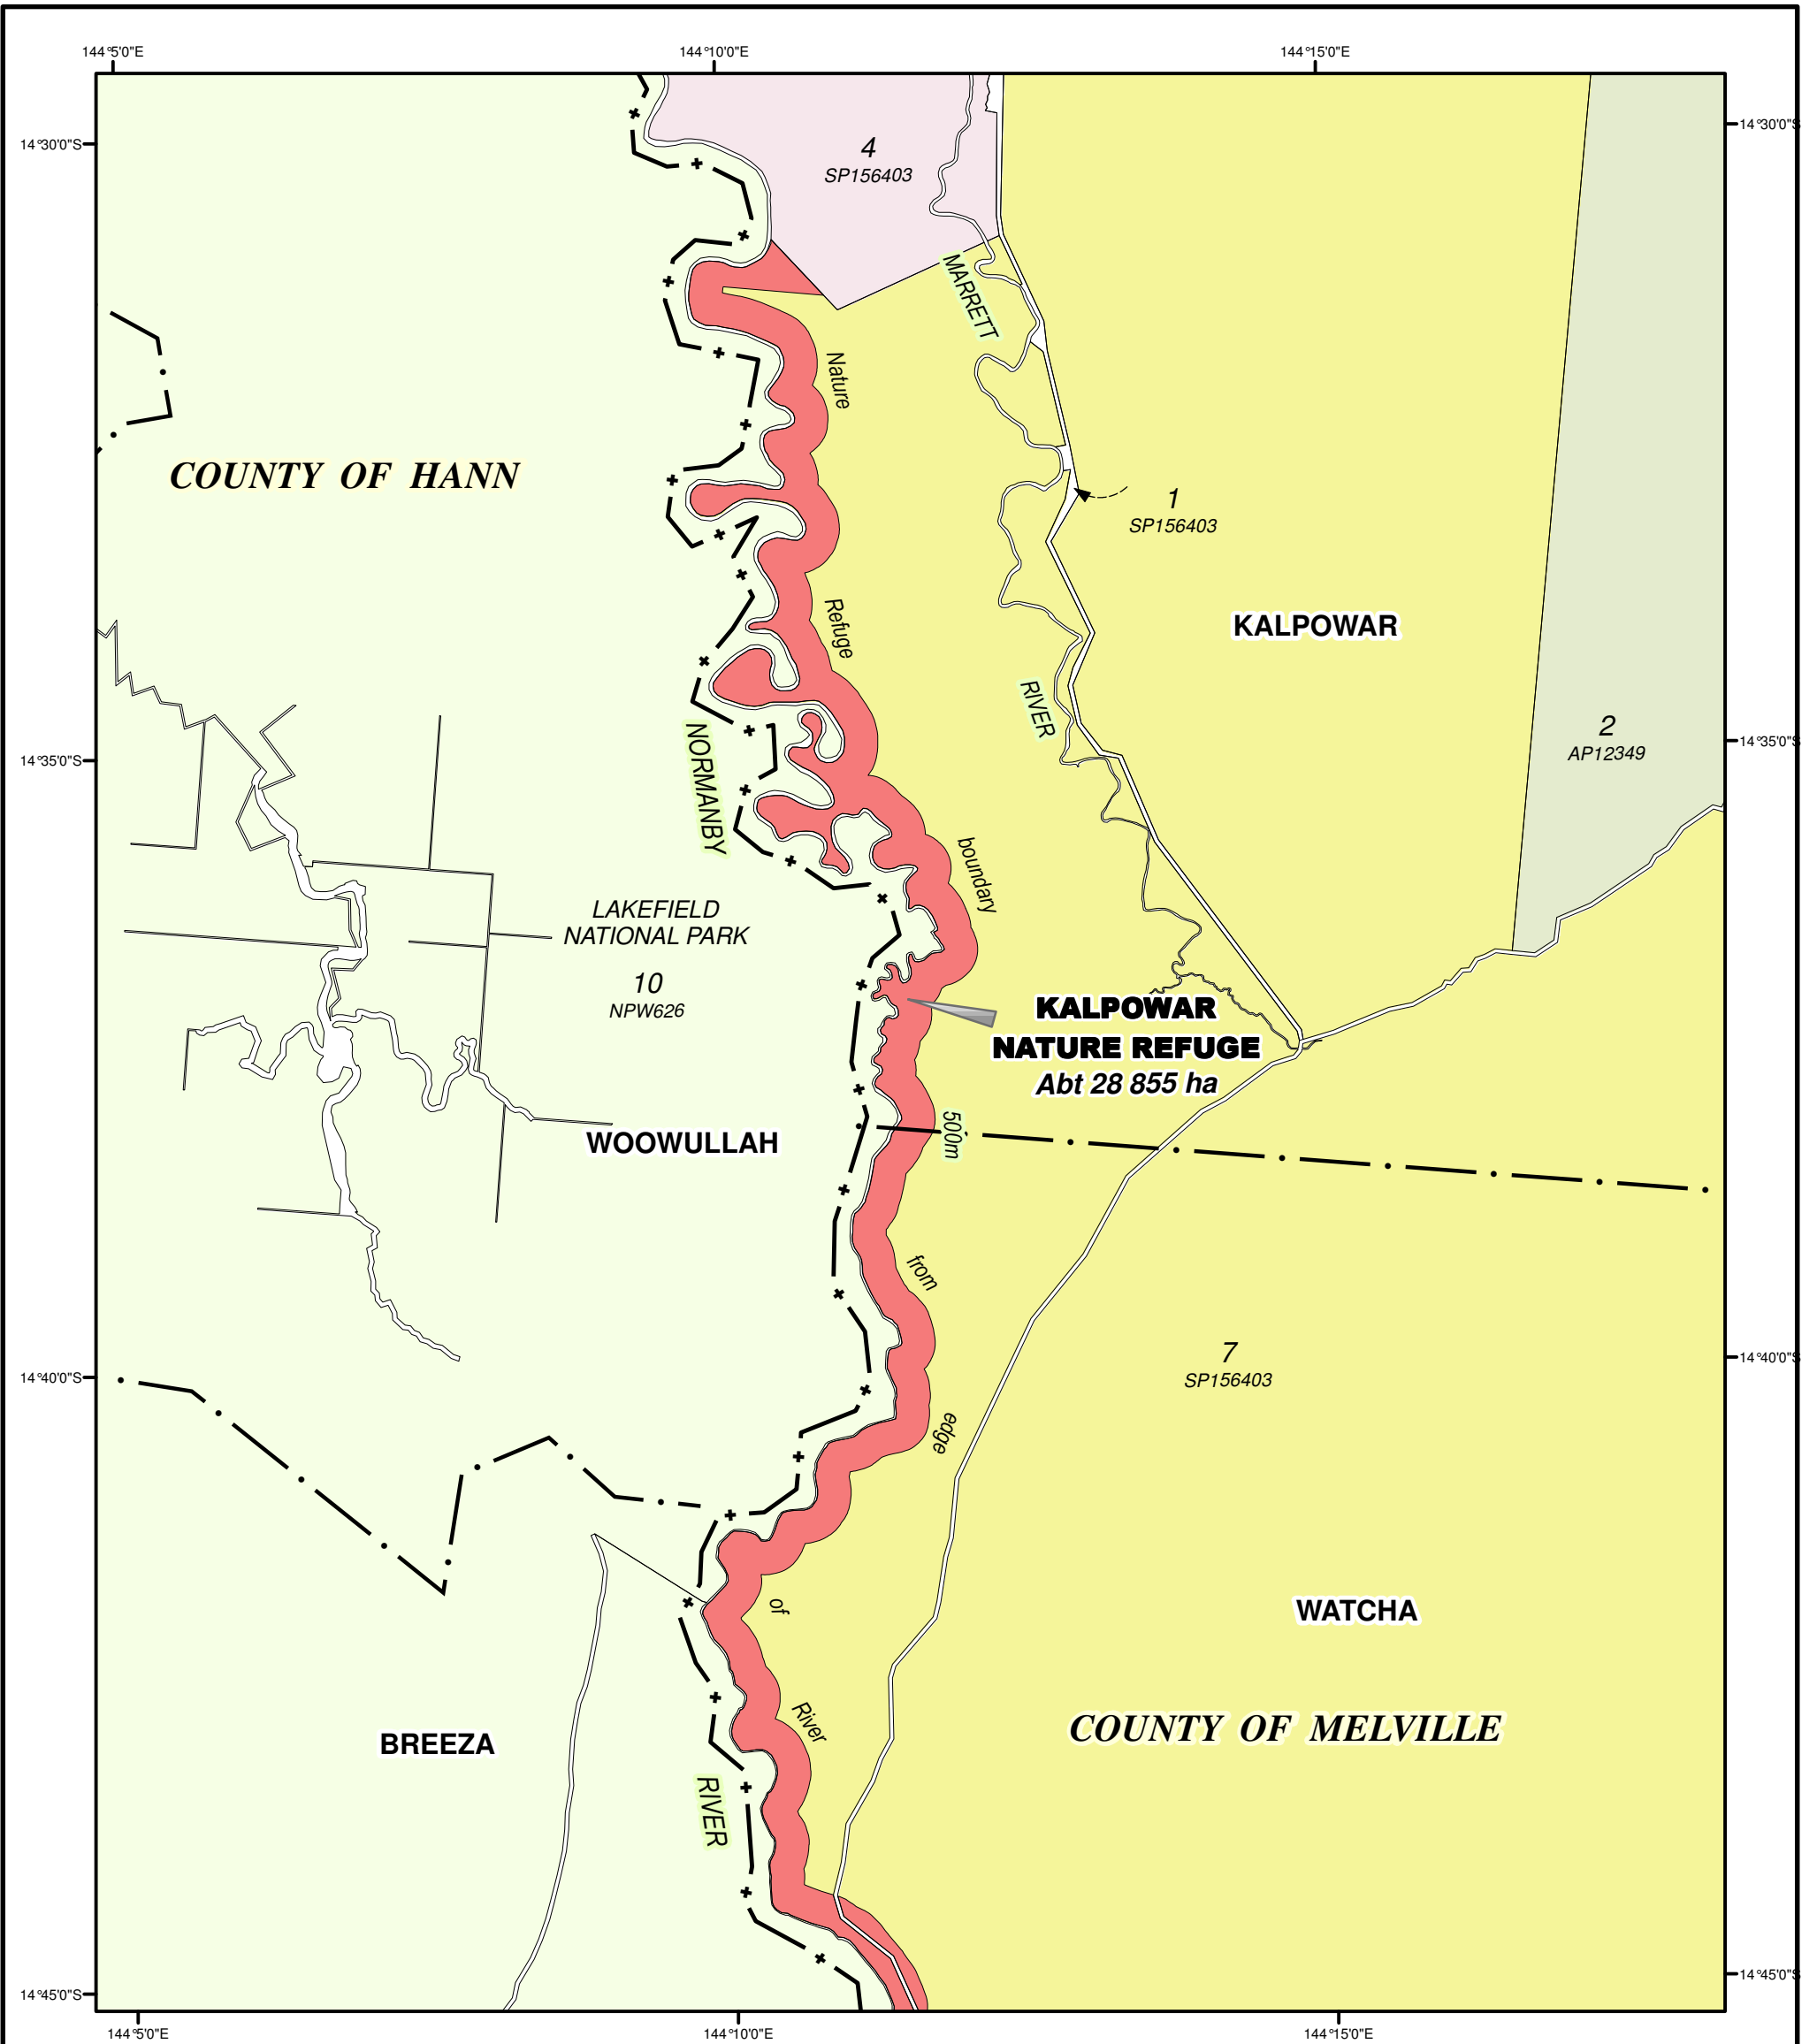 144°5'0"E
144°10'0"E
144°15'0"E
14°30'0"S
14°30'0"S
4
SP156403
MARRETT
Nature
COUNTY OF HANN
1
SP156403
Refuge
KALPOWAR
RIVER
2
AP12349
14°35'0"S
14°35'0"S
NORMANBY
boundary
LAKEFIELD
NATIONAL PARK
10
NPW626
KALPOWAR
NATURE REFUGE
Abt 28 855 ha
500m
WOOWULLAH
from
7
SP156403
14°40'0"S
14°40'0"S
edge
of
WATCHA
River
COUNTY OF MELVILLE
BREEZA
RIVER
14°45'0"S
14°45'0"S
144°5'0"E
144°10'0"E
144°15'0"E